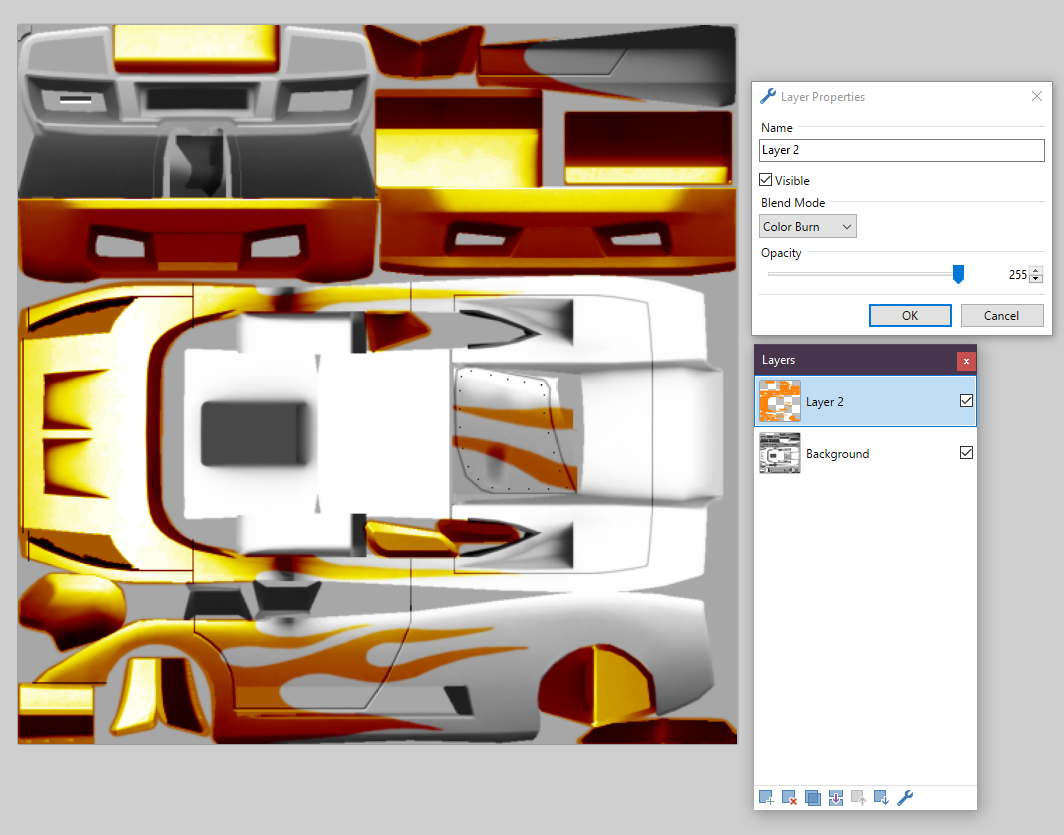 Layer Properties
Name
Layer 2
Visible
Blend Mode
Color Burn
Opacity
255
OK
Cancel
Layers
x
Layer 2
Background